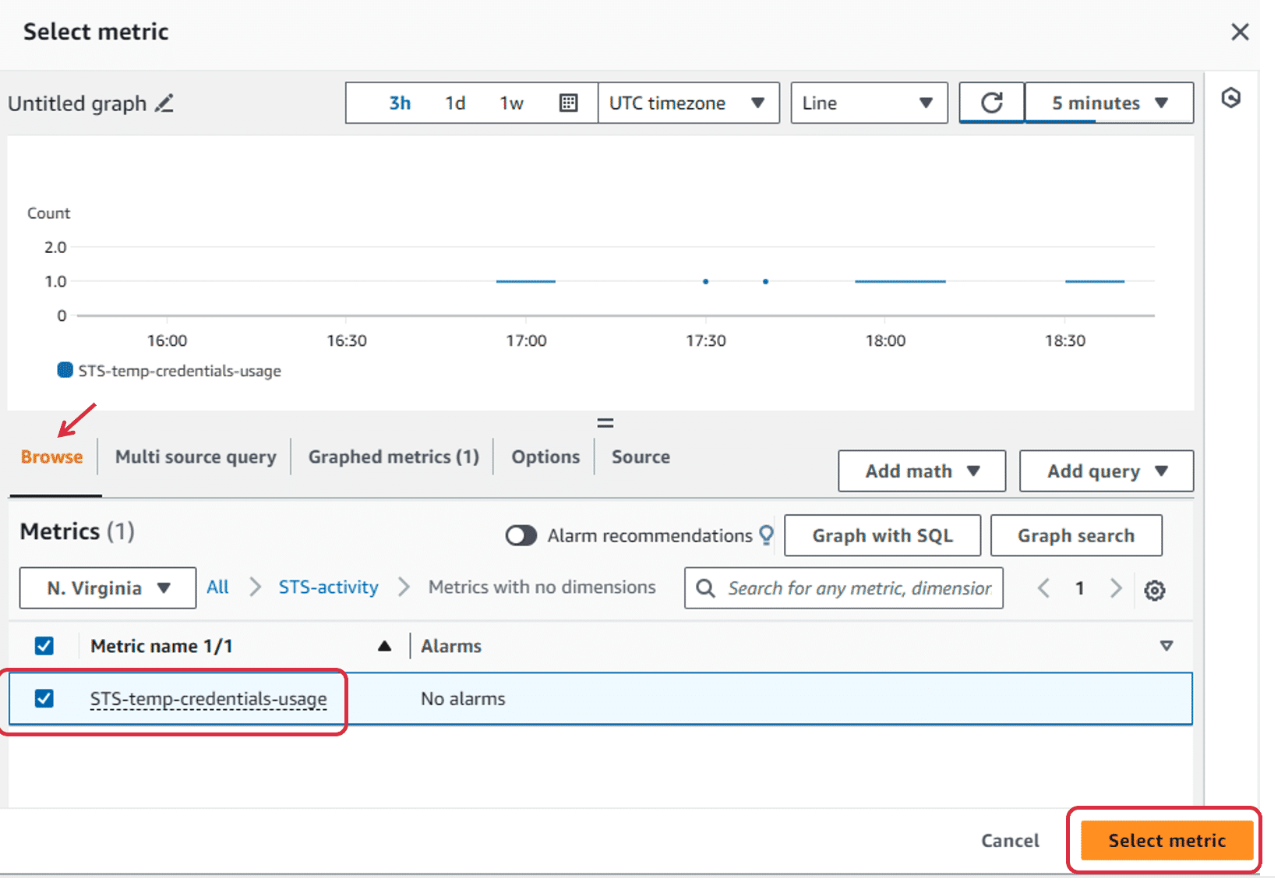 Select metric
Untitled graph
3h 1d 1w UTC timezone Line 5 minutes
Count
2.0
1.0
0
16:00 16:30 17:00 17:30 18:00 18:30
STS-temp-credentials-usage
Browse Multi source query Graphed metrics (1) Options Source
Add math Add query
Metrics (1) Alarm recommendations Graph with SQL Graph search
N. Virginia All STS-activity Metrics with no dimensions Search for any metric, dimension 1
Metric name 1/1 Alarms
STS-temp-credentials-usage No alarms
Cancel Select metric